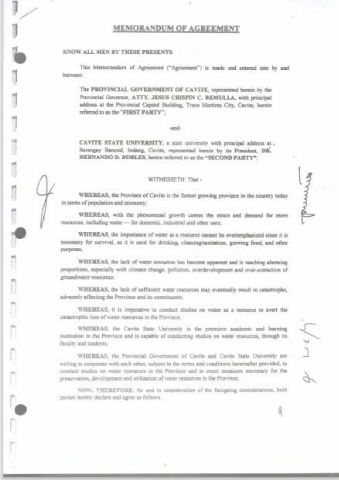 MEMORANDUM OF AGREEMENT
KNOW ALL MEN BY THESE PRESENTS:
This Memorandum of Agreement ("Agreement") is made and entered into by and
between:
The PROVINCIAL GOVERNMENT OF CAVITE, represented herein by the
Provincial Governor, ATTY. JESUS CRISPIN C. REMULLA, with principal
address at the Provincial Capitol Building, Trece Martires City, Cavite, herein
referred to as the "FIRST PARTY";
-and-
CAVITE STATE UNIVERSITY, a state university with principal address at
Barangay Bancod, Indang, Cavite, represented herein by its President, DR.
HERNANDO D. ROBLES, herein referred to as the "SECOND PARTY".
WITNESSETH: That -
WHEREAS, the Province of Cavite is the fastest growing province in the country today
in terms of population and economy;
WHEREAS, with the phenomenal growth comes the strain and demand for more
resources, including water — for domestic, industrial and other uses;
WHEREAS, the importance of water as a resource cannot be overemphasized since it is
necessary for survival, as it is used for drinking, cleaning/sanitation, growing food, and other
purposes;
WHEREAS, the lack of water resources has become apparent and is reaching alarming
proportions, especially with climate change, pollution, overdevelopment and over-extraction of
groundwater resources;
WHEREAS, the lack of sufficient water resources may eventually result to catastrophe,
adversely affecting the Province and its constituents;
WHEREAS, it is imperative to conduct studies on water as a resource to avert the
catastrophic loss of water resources in the Province;
WHEREAS, the Cavite State University is the premiere academic and learning
institution in the Province and is capable of conducting studies on water resources, through its
faculty and students;
WHEREAS, the Provincial Government of Cavite and Cavite State University are
willing to cooperate with each other, subject to the terms and conditions hereinafter provided, to
conduct studies on water resources in the Province and to enact measures necessary for the
preservation, development and utilization of water resources in the Province;
NOW, THEREFORE, for and in consideration of the foregoing considerations, both
parties hereby declare and agree as follows: